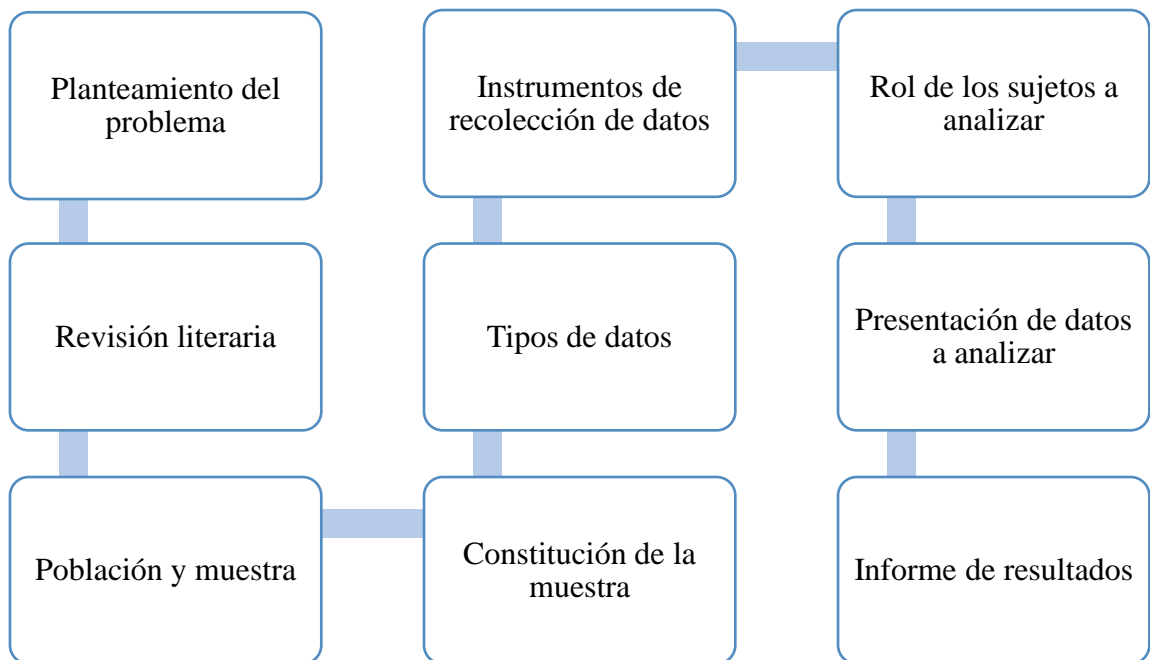 Planteamiento del
problema
Revisión literaria
Población y muestra
Constitución de la
muestra
Tipos de datos
Instrumentos de
recolección de datos
Rol de los sujetos a
analizar
Presentación de datos
a analizar
Informe de resultados